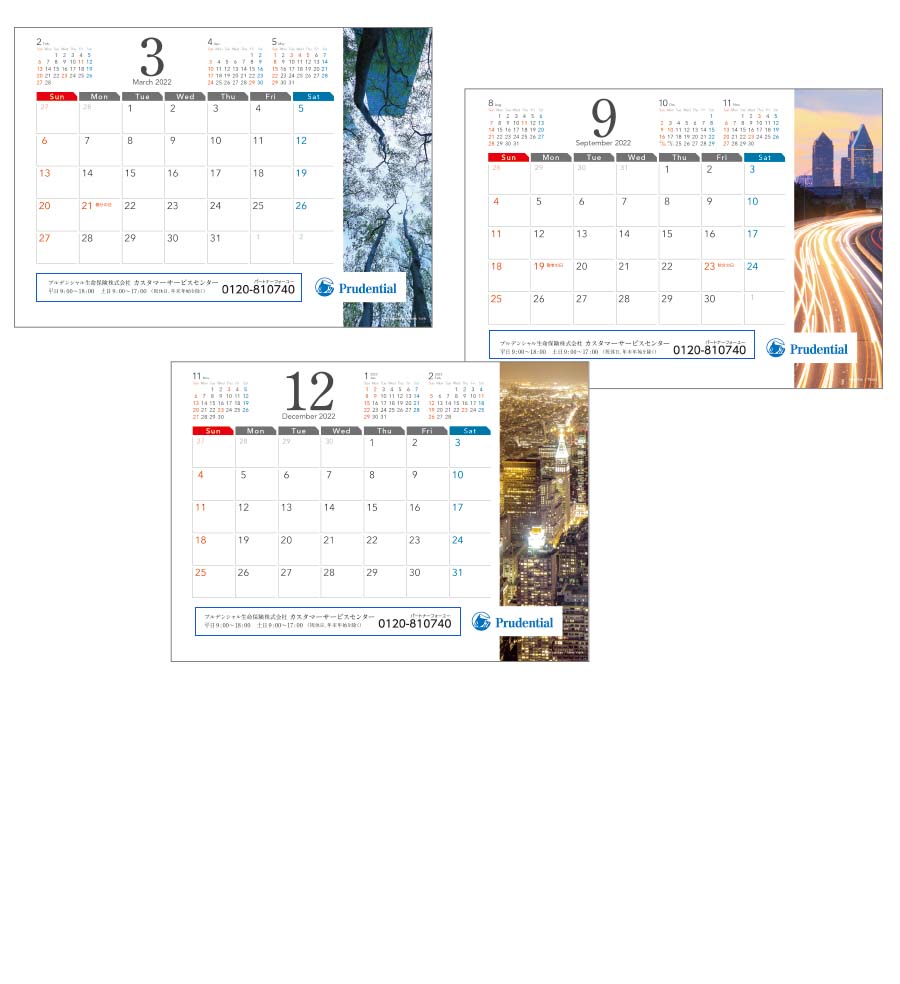 2 Feb
Sun Mon Tue Wed Thu Fri Sat
1 2 3 4 5
6 7 8 9 10 11 12
13 14 15 16 17 18 19
20 21 22 23 24 25 26
27 28
3
March 2022
4 Apr
Sun Mon Tue Wed Thu Fri Sat
1 2
3 4 5 6 7 8 9
10 11 12 13 14 15 16
17 18 19 20 21 22 23
24 25 26 27 28 29 30
5 May
Sun Mon Tue Wed Thu Fri Sat
1 2 3 4 5 6 7
8 9 10 11 12 13 14
15 16 17 18 19 20 21
22 23 24 25 26 27 28
29 30 31
Sun Mon Tue Wed Thu Fri Sat
27 28 1 2 3 4 5
6 7 8 9 10 11 12
13 14 15 16 17 18 19
20 21 春分の日 22 23 24 25 26
27 28 29 30 31 1 2
プルデンシャル生命保険株式会社 カスタマーサービスセンター
平日9:00~18:00 土日9:00~17:00 (祝休日、年末年始を除く)
パートナーフォーユー
0120-810740
Prudential
8 Aug
Sun Mon Tue Wed Thu Fri Sat
1 2 3 4 5 6
7 8 9 10 11 12 13
14 15 16 17 18 19 20
21 22 23 24 25 26 27
28 29 30 31
9
September 2022
10 Oct
Sun Mon Tue Wed Thu Fri Sat
1
2 3 4 5 6 7 8
9 10 11 12 13 14 15
16 17 18 19 20 21 22
25 26 27 28 29
11 Nov
Sun Mon Tue Wed Thu Fri Sat
1 2 3 4 5
6 7 8 9 10 11 12
13 14 15 16 17 18 19
20 21 22 23 24 25 26
27 28 29 30
Sun Mon Tue Wed Thu Fri Sat
28 29 30 31 1 2 3
4 5 6 7 8 9 10
11 12 13 14 15 16 17
18 19 敬老の日 20 21 22 23 秋分の日 24
25 26 27 28 29 30 1
プルデンシャル生命保険株式会社 カスタマーサービスセンター
平日9:00~18:00 土日9:00~17:00 (祝休日、年末年始を除く)
パートナーフォーユー
0120-810740
Prudential
11 Nov
Sun Mon Tue Wed Thu Fri Sat
1 2 3 4 5
6 7 8 9 10 11 12
13 14 15 16 17 18 19
20 21 22 23 24 25 26
27 28 29 30
12
December 2022
1 2023 Jan
Sun Mon Tue Wed Thu Fri Sat
1 2 3 4 5 6 7
8 9 10 11 12 13 14
15 16 17 18 19 20 21
22 23 24 25 26 27 28
29 30 31
2 2023 Feb
Sun Mon Tue Wed Thu Fri Sat
1 2 3 4
5 6 7 8 9 10 11
12 13 14 15 16 17 18
19 20 21 22 23 24 25
26 27 28
Sun Mon Tue Wed Thu Fri Sat
27 28 29 30 1 2 3
4 5 6 7 8 9 10
11 12 13 14 15 16 17
18 19 20 21 22 23 24
25 26 27 28 29 30 31
プルデンシャル生命保険株式会社 カスタマーサービスセンター
平日9:00~18:00 土日9:00~17:00 (祝休日、年末年始を除く)
パートナーフォーユー
0120-810740
Prudential